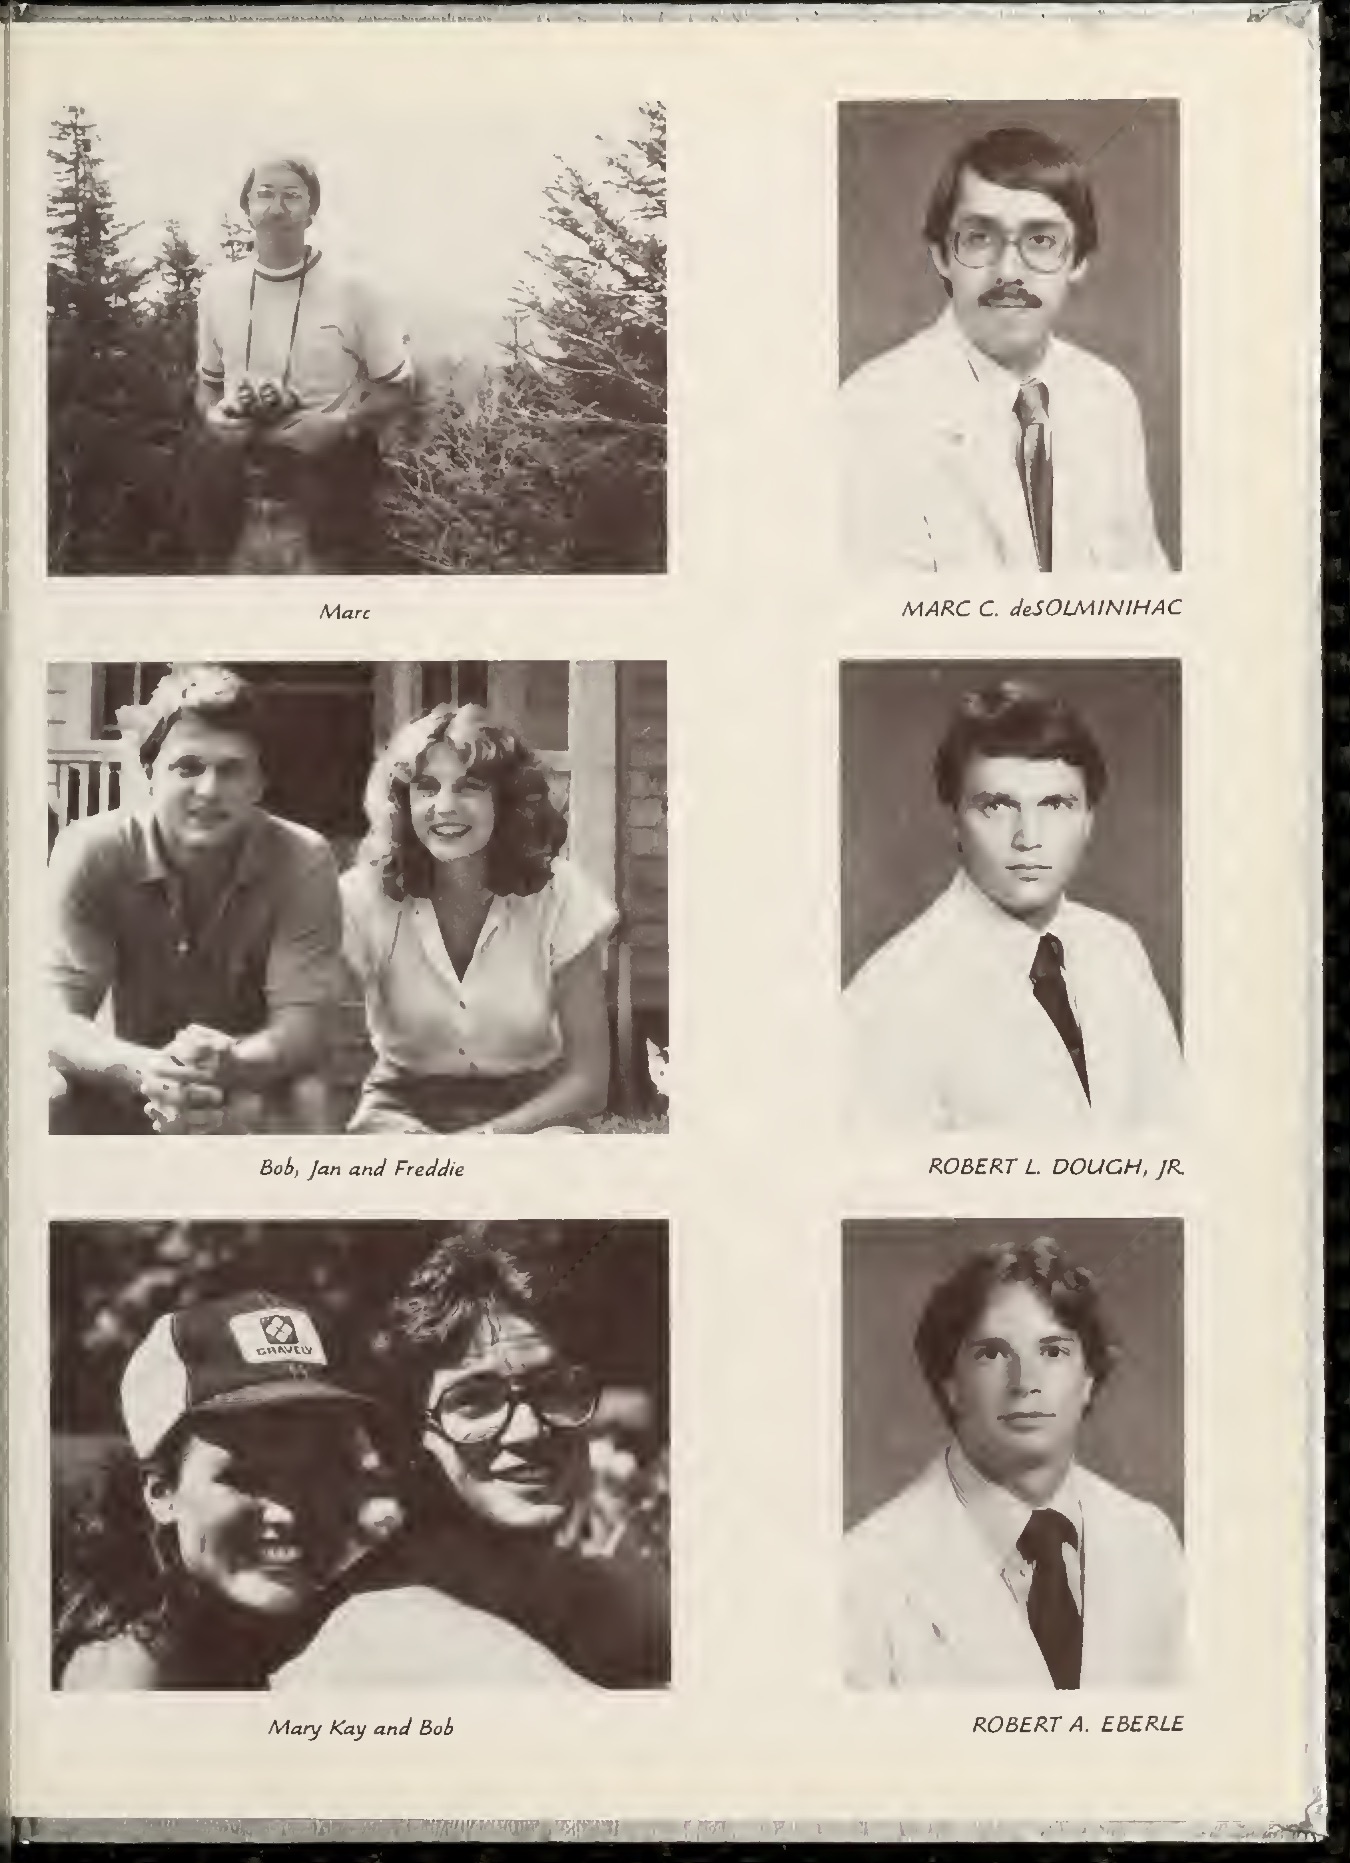 Marc
MARC C. deSOLMINIHAC
Bob, Jan and Freddie
ROBERT L. DOUGH, JR.
GRAVELY
Mary Kay and Bob
ROBERT A. EBERLE